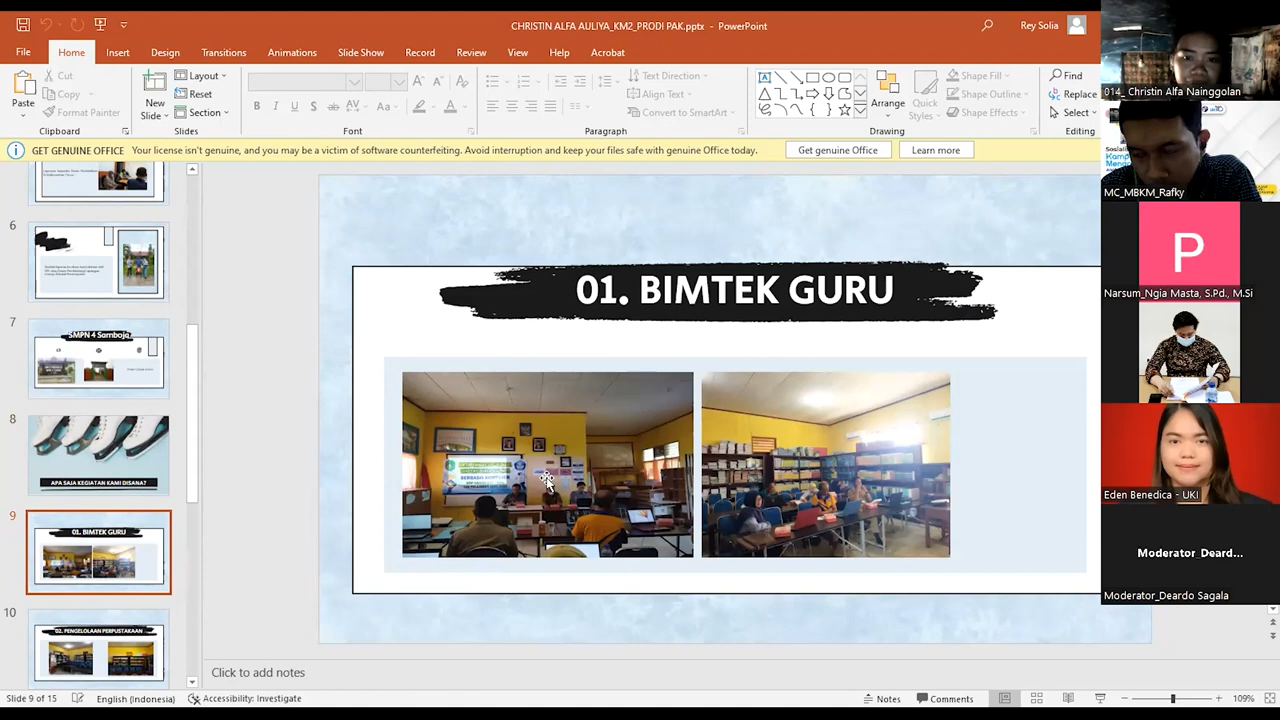 CHRISTIN ALFA AULIYA_KM2_PRODI PAK.pptx - PowerPoint
Rey Solia
File Home Insert Design Transitions Animations Slide Show Record Review View Help Acrobat
Paste
Cut
Copy
Clipboard
New Slide
Layout
Reset
Section
Slides
Font
Text Direction
Align Text
Convert to SmartArt
Paragraph
Arrange
Quick Styles
Shape Fill
Shape Effects
Drawing
Find
Replace
Select
Editing
GET GENUINE OFFICE Your license isn't genuine, and you may be a victim of software counterfeiting. Avoid interruption and keep your files safe with genuine Office today. Get genuine Office Learn more
6
7
SMPN 4 Samboja
8
APA SAJA KEGIATAN KAMI DISANA?
9
01. BIMTEK GURU
10
02. PENGELOLAAN PERPUSTAKAAN
01. BIMTEK GURU
Click to add notes
Slide 9 of 15 English (Indonesia) Accessibility: Investigate Notes Comments 109%
014_ Christin Alfa Nainggolan
MC_MBKM_Rafky
P
Narsum_Ngia Masta, S.Pd., M.Si
Eden Benedica - UKI
Moderator_Deard...
Moderator_Deardo Sagala